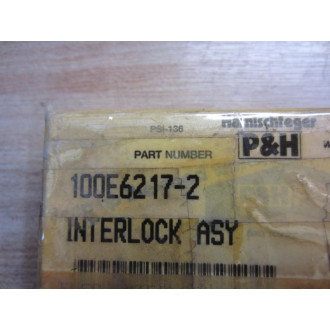 PSI-136
Harnischfeger
PART NUMBER
P&H
100E6217-2
INTERLOCK ASY